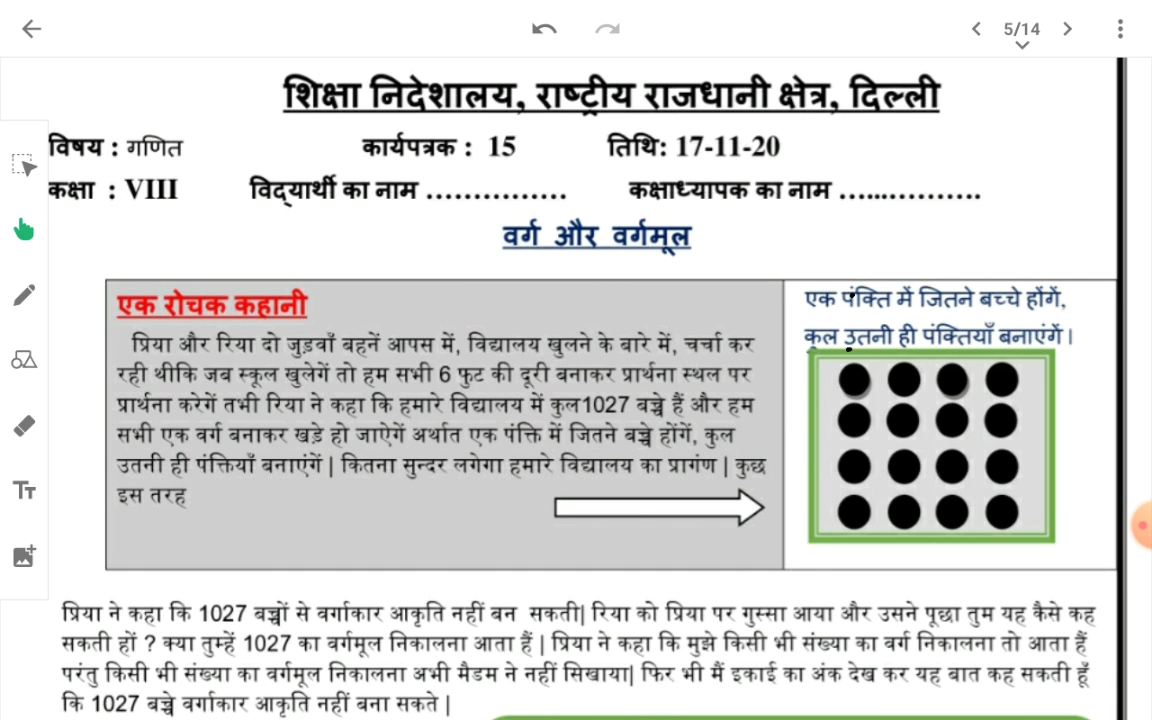 5/14
शिक्षा निदेशालय, राष्ट्रीय राजधानी क्षेत्र, दिल्ली
विषय : गणित कार्यपत्रक : 15 तिथि: 17-11-20
कक्षा : VIII विद्यार्थी का नाम …………… कक्षाध्यापक का नाम ……………
वर्ग और वर्गमूल
एक रोचक कहानी
प्रिया और रिया दो जुड़वाँ बहनें आपस में, विद्यालय खुलने के बारे में, चर्चा कर
रही थीकि जब स्कूल खुलेगें तो हम सभी 6 फुट की दूरी बनाकर प्रार्थना स्थल पर
प्रार्थना करेगें तभी रिया ने कहा कि हमारे विद्यालय में कुल1027 बच्चे हैं और हम
सभी एक वर्ग बनाकर खड़े हो जाऐगें अर्थात एक पंक्ति में जितने बच्चे होंगें, कुल
उतनी ही पंक्तियाँ बनाएंगें | कितना सुन्दर लगेगा हमारे विद्यालय का प्रागंण | कुछ
इस तरह
एक पंक्ति में जितने बच्चे होंगें,
कुल उतनी ही पंक्तियाँ बनाएंगें।
प्रिया ने कहा कि 1027 बच्चों से वर्गाकार आकृति नहीं बन सकती| रिया को प्रिया पर गुस्सा आया और उसने पूछा तुम यह कैसे कह
सकती हों ? क्या तुम्हें 1027 का वर्गमूल निकालना आता हैं | प्रिया ने कहा कि मुझे किसी भी संख्या का वर्ग निकालना तो आता हैं
परंतु किसी भी संख्या का वर्गमूल निकालना अभी मैडम ने नहीं सिखाया| फिर भी मैं इकाई का अंक देख कर यह बात कह सकती हूँ
कि 1027 बच्चे वर्गाकार आकृति नहीं बना सकते |
Tт